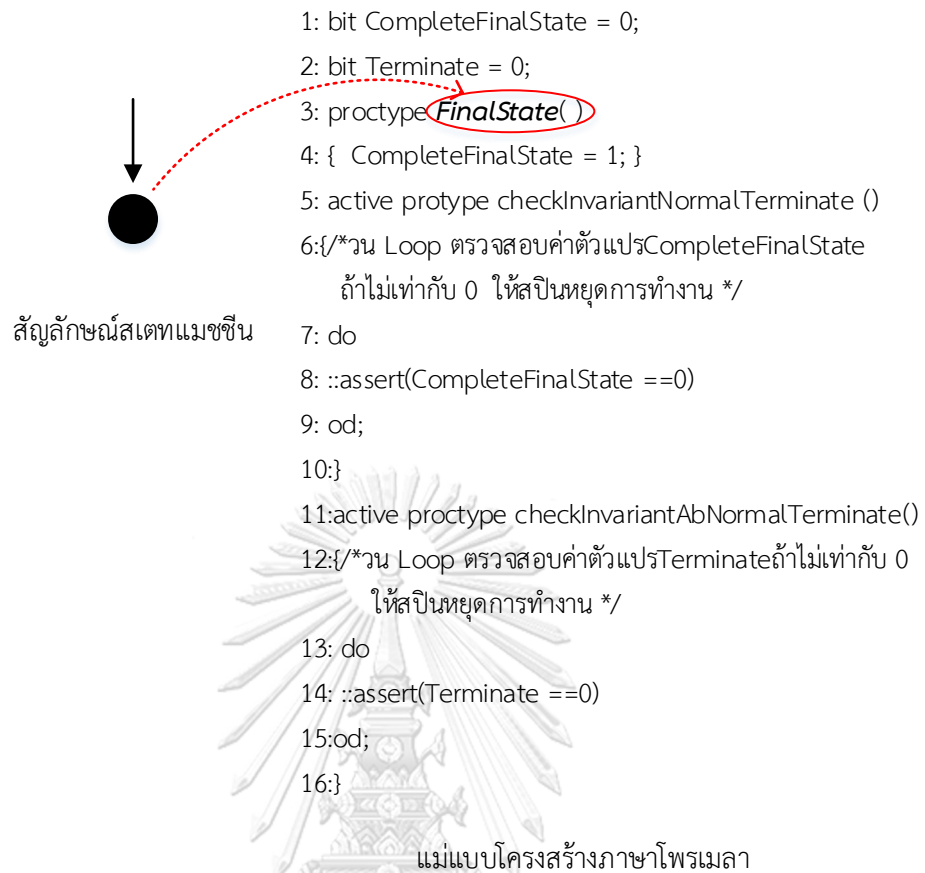 1: bit CompleteFinalState = 0;
2: bit Terminate = 0;
3: proctype FinalState( )
4: {  CompleteFinalState = 1; }
5: active protype checkInvariantNormalTerminate ()
6:{/*วน Loop ตรวจสอบค่าตัวแปรCompleteFinalState
ถ้าไม่เท่ากับ 0  ให้สปินหยุดการทำงาน */
สัญลักษณ์สเตทแมชชีน
7: do
8: ::assert(CompleteFinalState ==0)
9: od;
10:}
11:active proctype checkInvariantAbNormalTerminate()
12:{/*วน Loop ตรวจสอบค่าตัวแปรTerminateถ้าไม่เท่ากับ 0
ให้สปินหยุดการทำงาน */
13: do
14: ::assert(Terminate ==0)
15:od;
16:}
แม่แบบโครงสร้างภาษาโพรเมลา